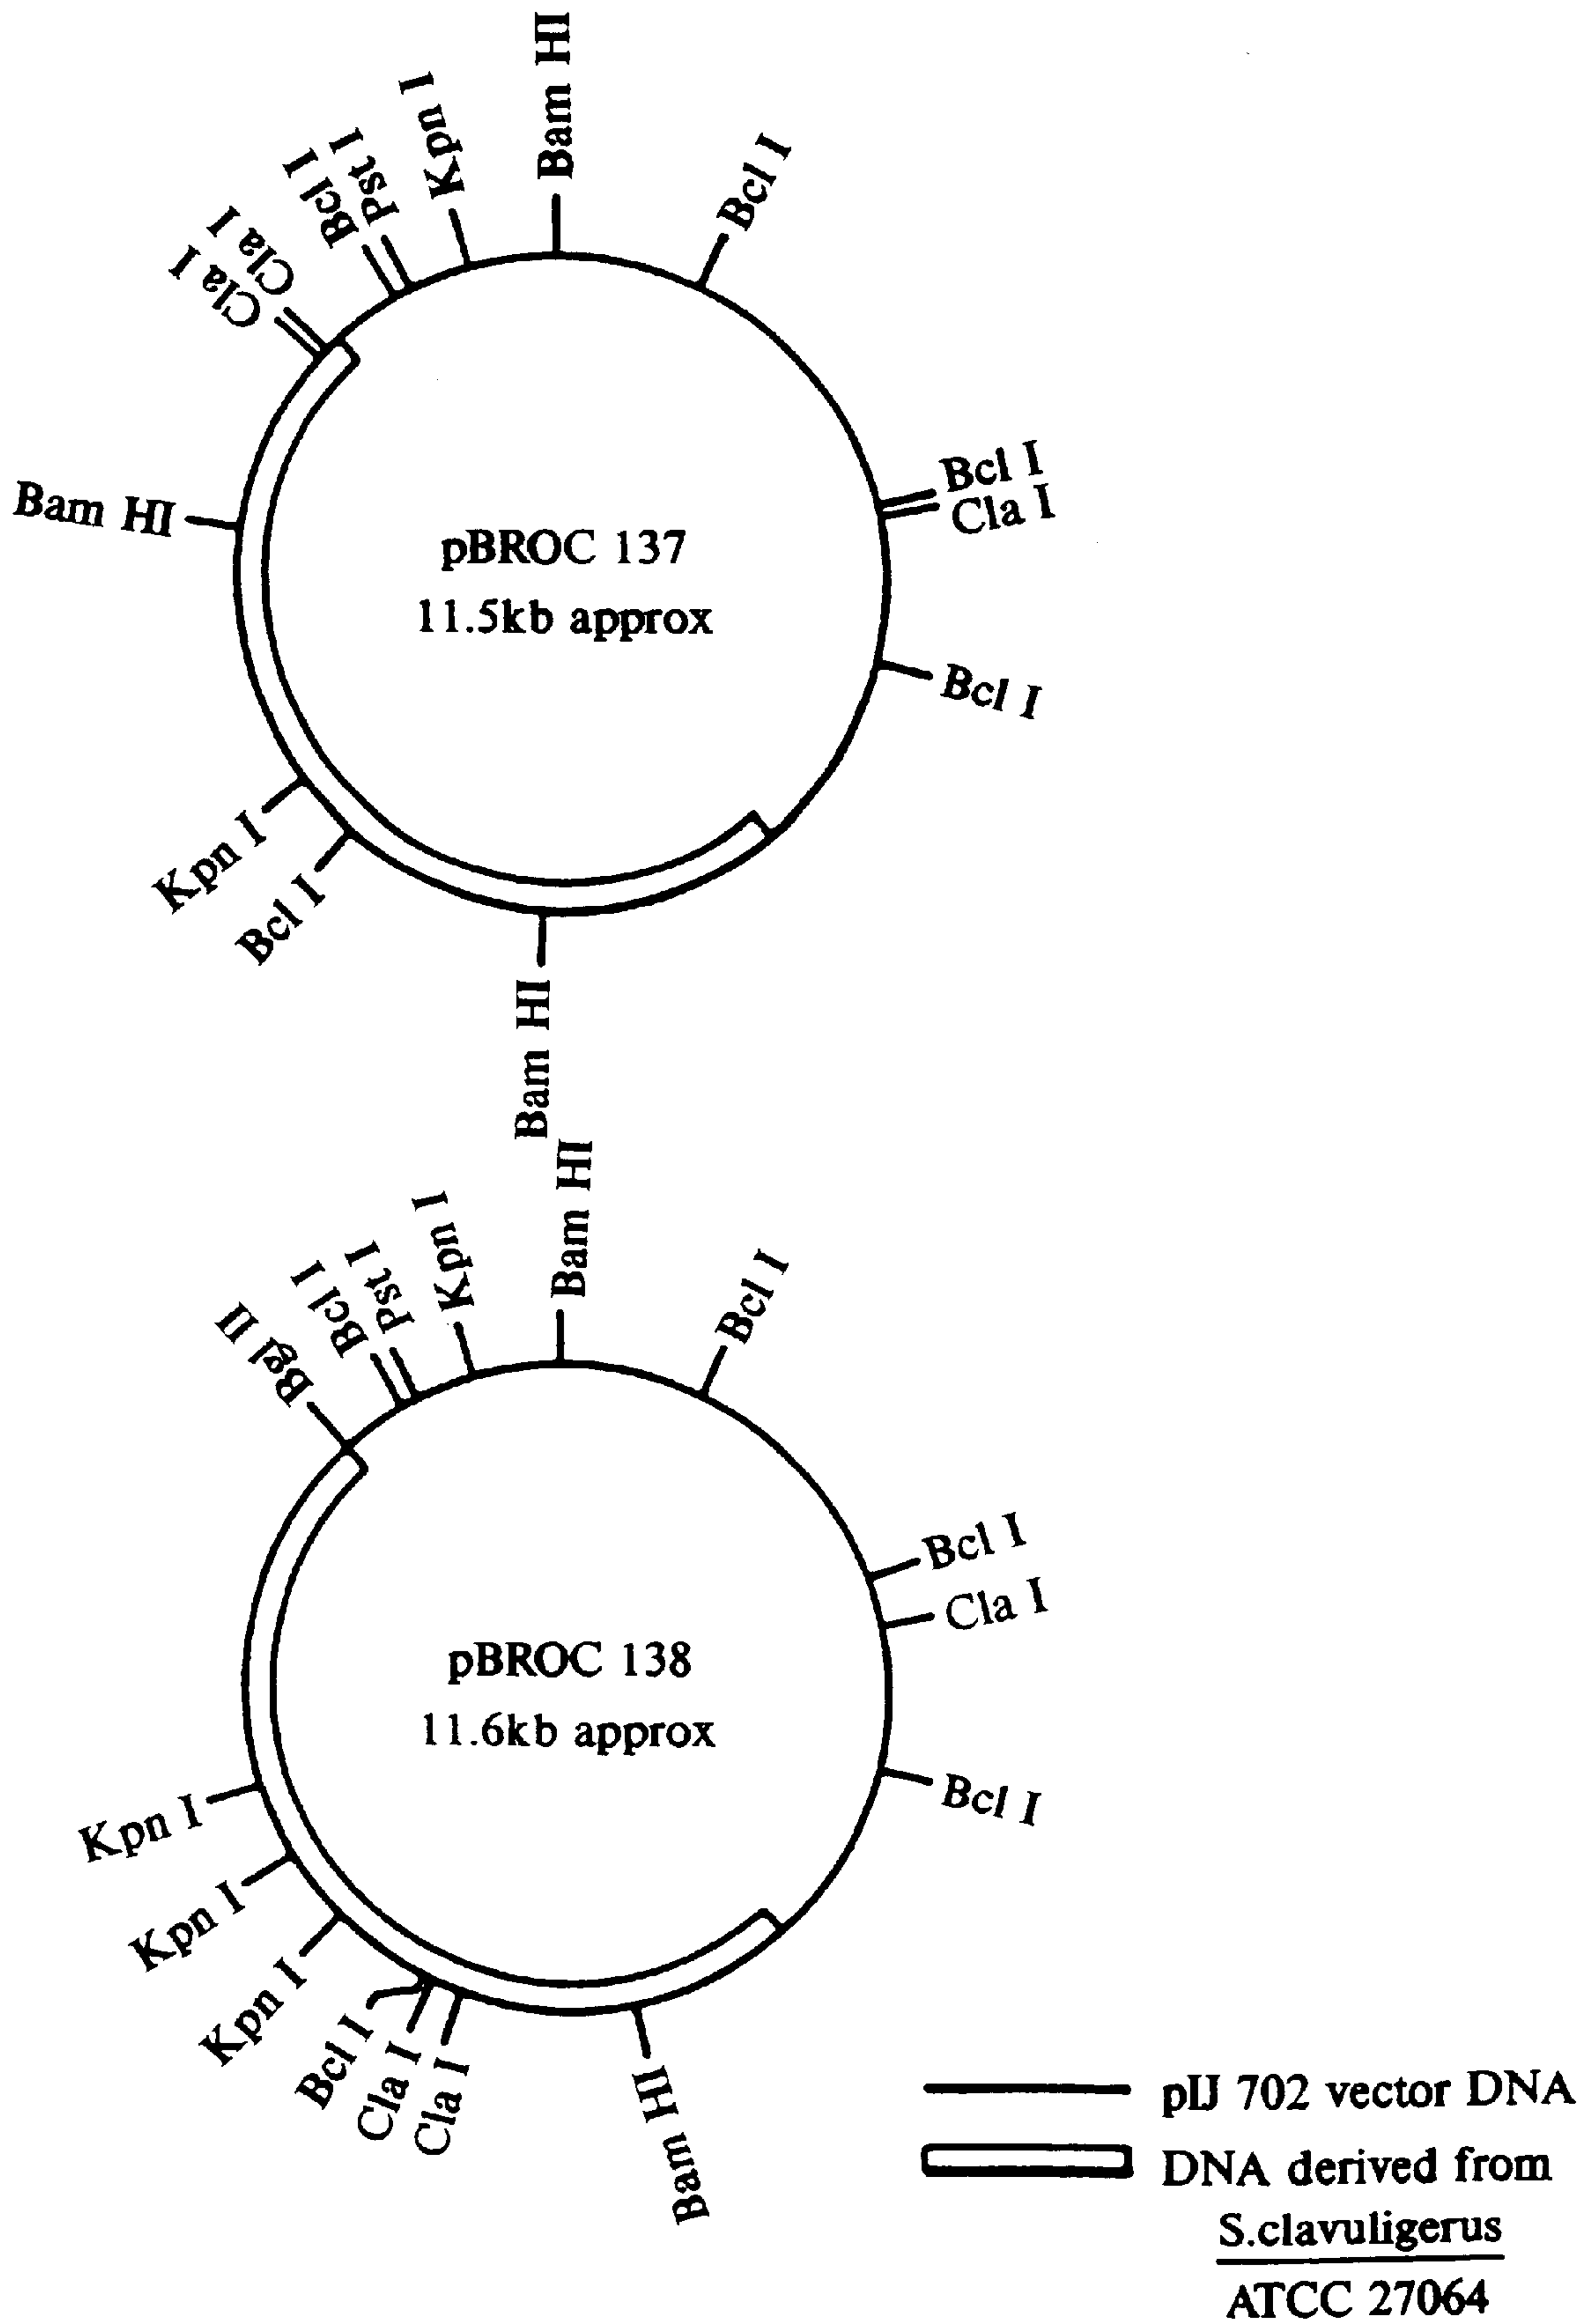 Bam HI
Kpn I
Pst I
Bcl I
Cla I
Cla I
Bcl I
Bcl I
Cla I
Bam HI
pBROC 137
11.5kb approx
Bcl I
Kpn I
Bcl I
Bam HI
Bam HI
Kpn I
Pst I
Bcl I
Bgl II
Bcl I
Bcl I
Cla I
pBROC 138
11.6kb approx
Bcl I
Kpn I
Kpn I
Kpn I
Bcl I
Cla I
Cla I
Bam HI
pIJ 702 vector DNA
DNA derived from
S.clavuligerus
ATCC 27064